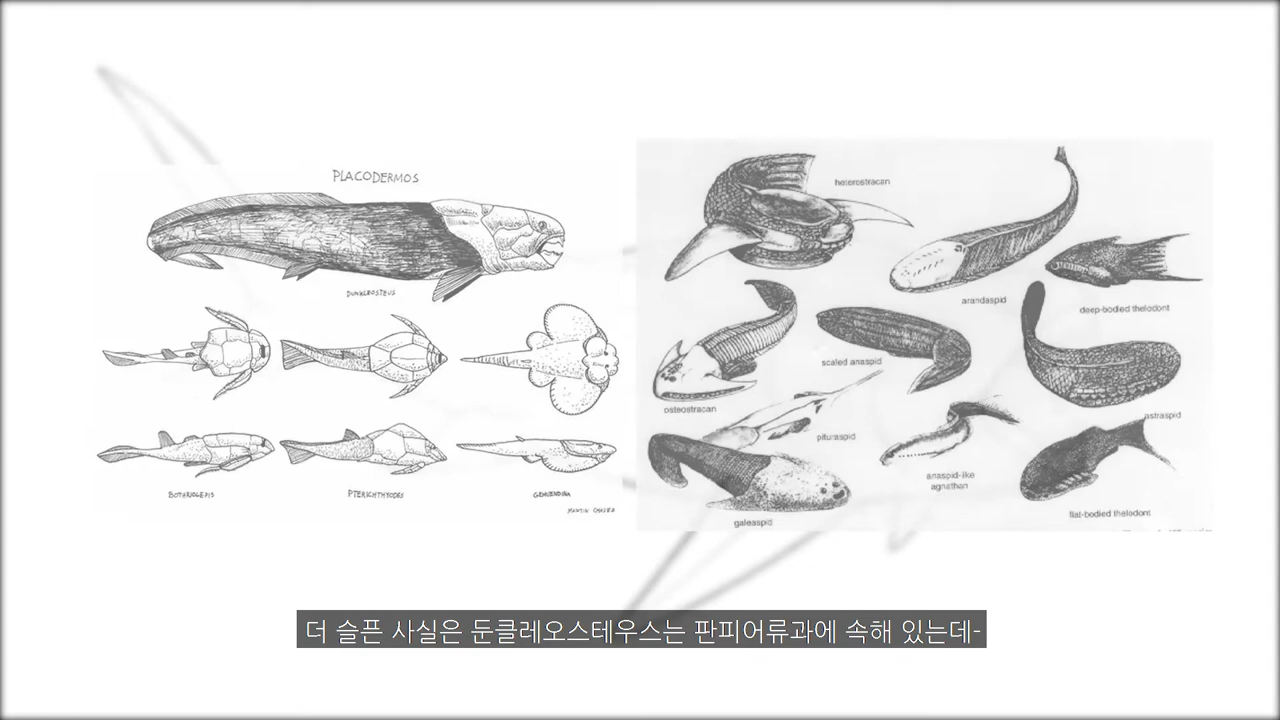 PLACODERMOS
DUNKLEOSTEUS
BOTHRIOLEPIS
PTERICHTHYODES
GEMUENDINA
heterostracan
arandaspid
deep-bodied thelodont
scaled anaspid
osteostracan
astraspid
pituraspid
anaspid-like
agnathan
flat-bodied thelodont
galeaspid
더 슬픈 사실은 둔클레오스테우스는 판피어류과에 속해 있는데-